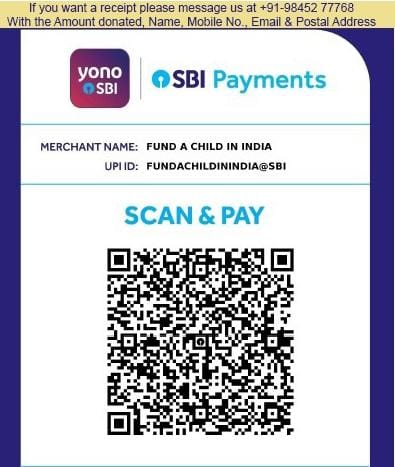 If you want a receipt please message us at +91-98452 77768
With the Amount donated, Name, Mobile No., Email & Postal Address
yono
SBI
SBI Payments
MERCHANT NAME: FUND A CHILD IN INDIA
UPI ID: FUNDACHILDININDIA@SBI
SCAN & PAY